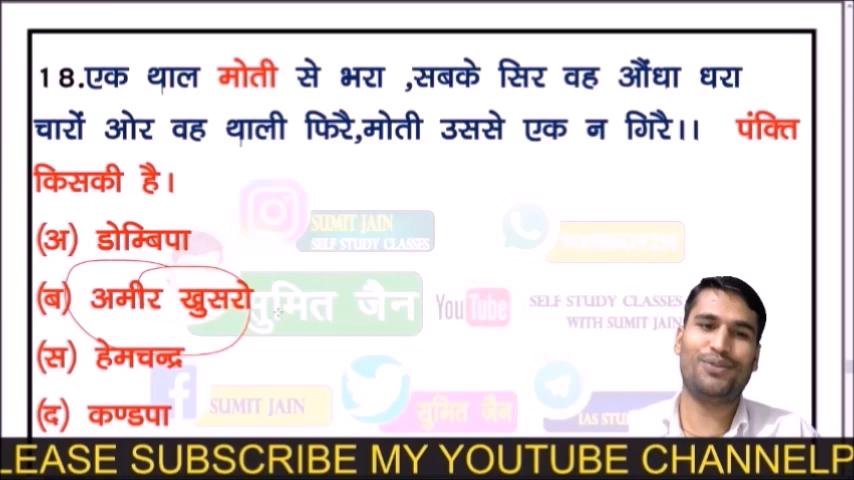 18.एक थाल मोती से भरा ,सबके सिर वह औंधा धरा
चारों ओर वह थाली फिरै,मोती उससे एक न गिरै।। पंक्ति
किसकी है।
(अ) डोम्बिपा
(ब) अमीर खुसरो
(स) हेमचन्द्र
(द) कण्डपा
SUMIT JAIN
SELF STUDY CLASSES
सुमित जैन
YouTube
SELF STUDY CLASSES
WITH SUMIT JAIN
SUMIT JAIN
सुमित जैन
IAS
LEASE SUBSCRIBE MY YOUTUBE CHANNELP